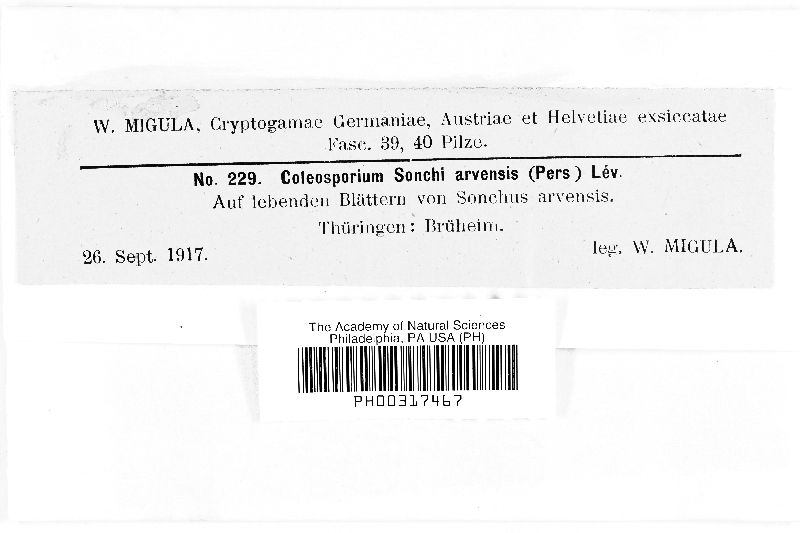 W. MIGULA, Cryptogamae Germaniae, Austriae et Helvetiae exsiccatae
Fasc. 39, 40 Pilze.
No. 229. Coleosporium Sonchi arvensis (Pers) Lév.
Auf lebenden Blättern von Sonchus arvensis.
Thüringen: Brüheim.
26. Sept. 1917.
leg. W. MIGULA.
The Academy of Natural Sciences
Philadelphia, PA USA (PH)
PH00317467